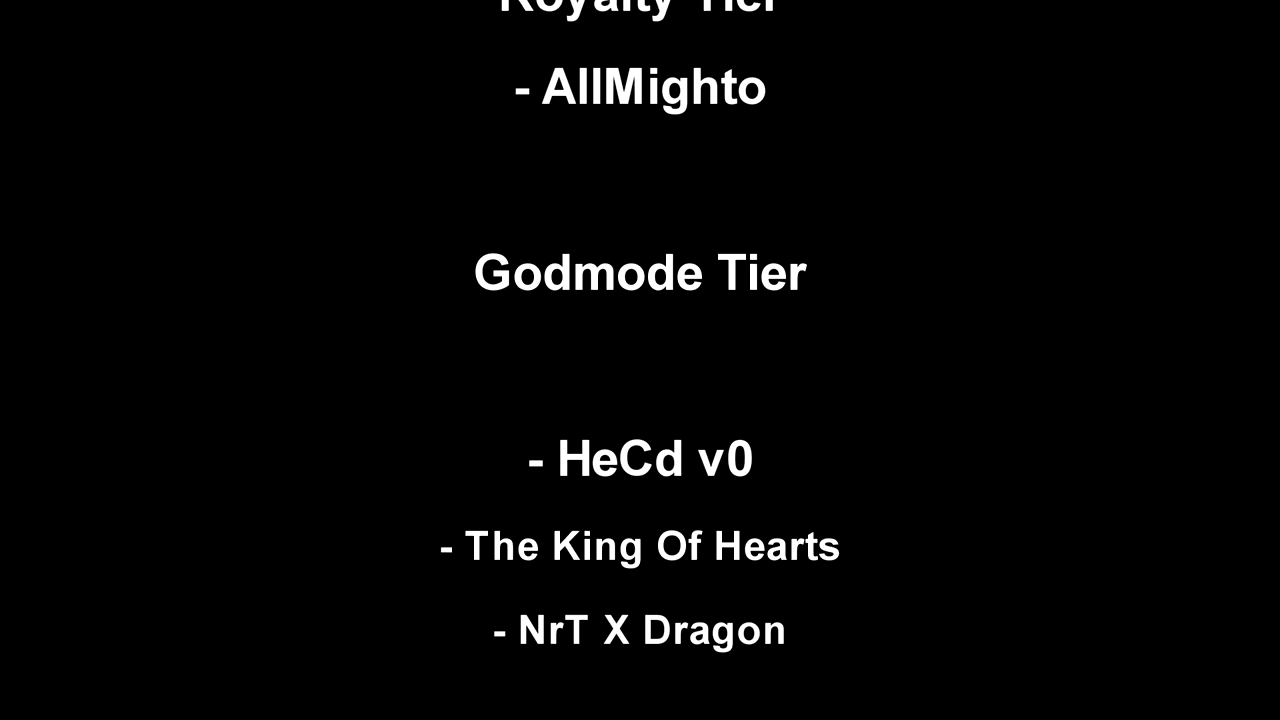 Royalty Tier
- AllMighto
Godmode Tier
- HeCd v0
- The King Of Hearts
- NrT X Dragon